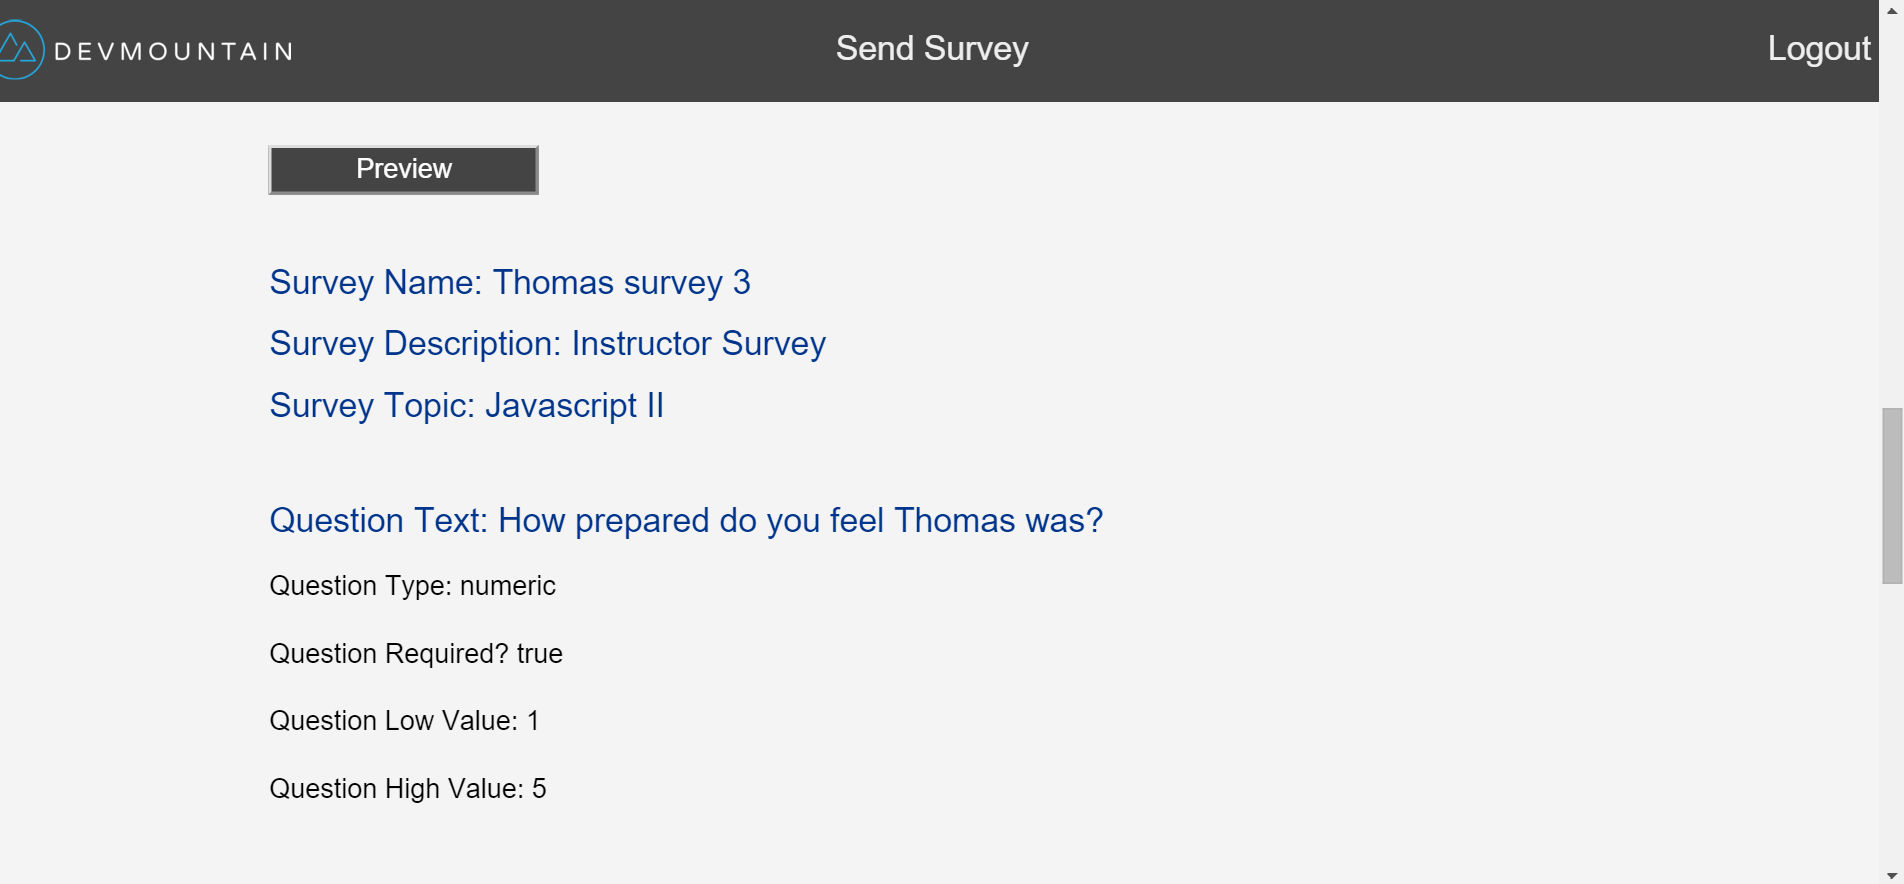 DEVMOUNTAIN
Send Survey
Logout
Preview
Survey Name: Thomas survey 3
Survey Description: Instructor Survey
Survey Topic: Javascript II
Question Text: How prepared do you feel Thomas was?
Question Type: numeric
Question Required? true
Question Low Value: 1
Question High Value: 5